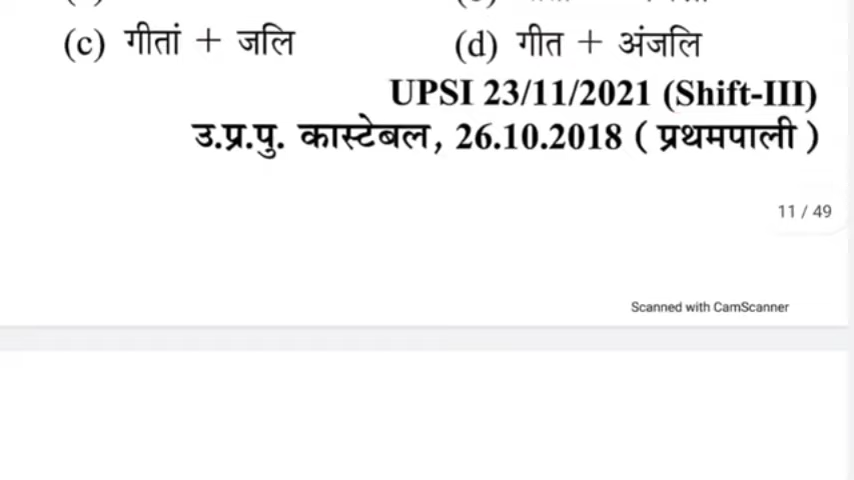 (c) गीतां + जलि (d) गीत + अंजलि
UPSI 23/11/2021 (Shift-III)
उ.प्र.पु. कास्टेबल, 26.10.2018 ( प्रथमपाली )
11 / 49
Scanned with CamScanner